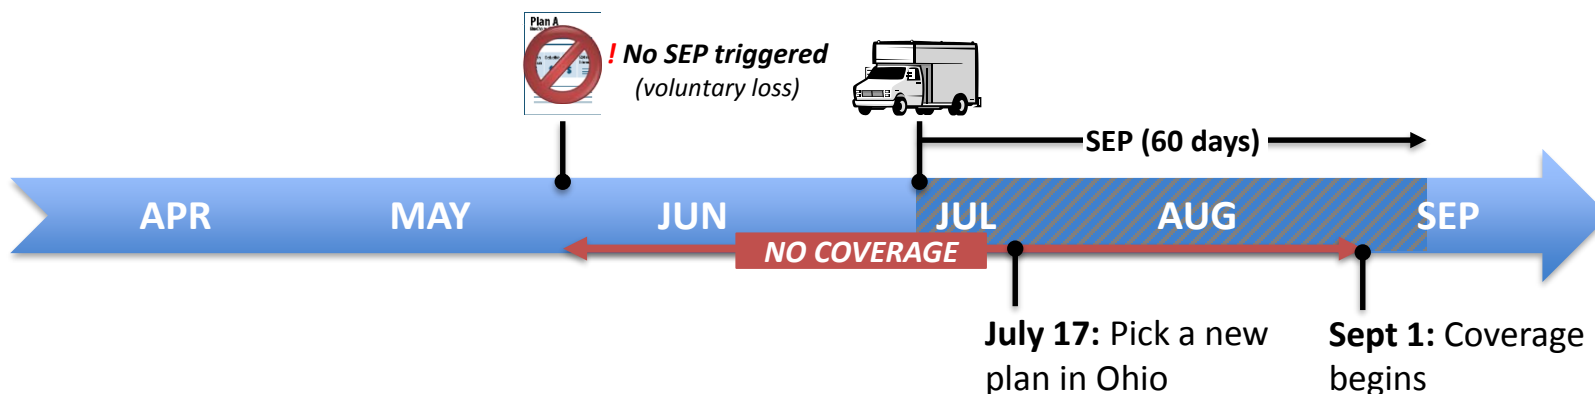 Plan A
! No SEP triggered
(voluntary loss)
SEP (60 days)
APR MAY JUN JUL AUG SEP
NO COVERAGE
July 17: Pick a new
plan in Ohio
Sept 1: Coverage
begins